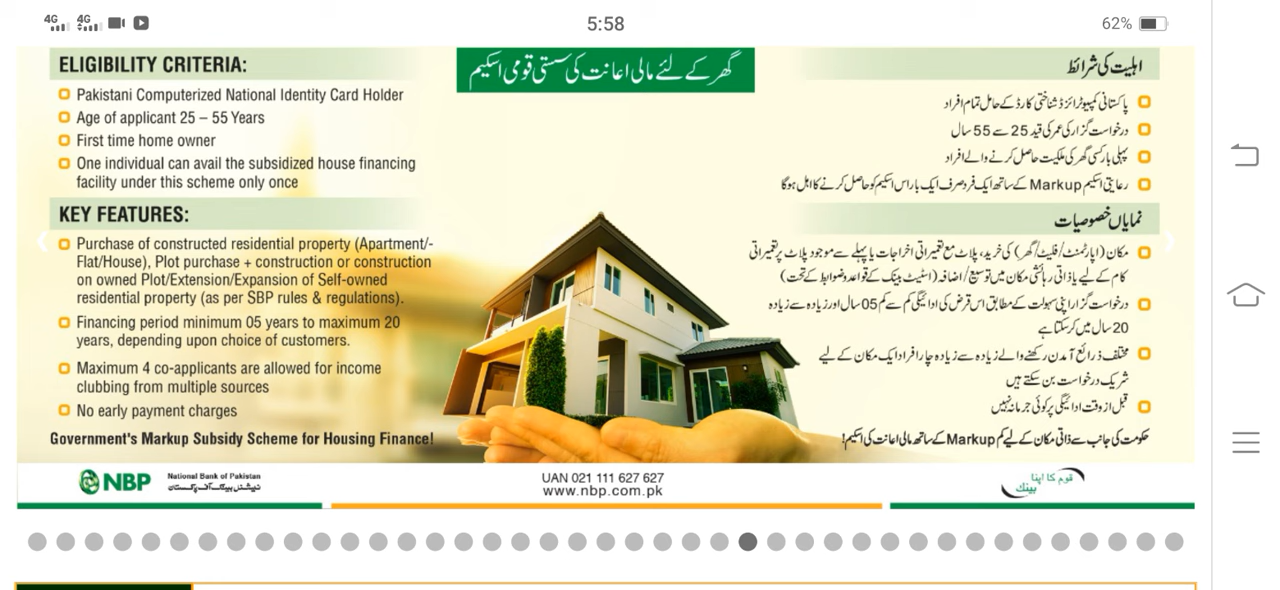 4G 4G 5:58 62%
ELIGIBILITY CRITERIA:
Pakistani Computerized National Identity Card Holder
Age of applicant 25 – 55 Years
First time home owner
One individual can avail the subsidized house financing
facility under this scheme only once
KEY FEATURES:
Purchase of constructed residential property (Apartment/-
Flat/House), Plot purchase + construction or construction
on owned Plot/Extension/Expansion of Self-owned
residential property (as per SBP rules & regulations).
Financing period minimum 05 years to maximum 20
years, depending upon choice of customers.
Maximum 4 co-applicants are allowed for income
clubbing from multiple sources
No early payment charges
Government's Markup Subsidy Scheme for Housing Finance!
گھر کے لئے مالی اعانت کی سستی قومی اسکیم
اہلیت کی شرائط
پاکستانی کمپیوٹرائزڈ شناختی کارڈ کے حامل تمام افراد
درخواست گزار کی عمر کی قید 25 سے 55 سال
پہلی بار کسی گھر کی ملکیت حاصل کرنے والے افراد
رعایتی اسکیم Markup کے ساتھ ایک فرد صرف ایک بار اس اسکیم کو حاصل کرنے کا اہل ہوگا
نمایاں خصوصیات
مکان (اپارٹمنٹ/فلیٹ/گھر) کی خرید، پلاٹ مع تعمیراتی اخراجات یا پہلے سے موجود پلاٹ پر تعمیراتی
کام کے لیے یا ذاتی رہائشی مکان میں توسیع/اضافہ (اسٹیٹ بینک کے قواعد و ضوابط کے تحت)
درخواست گزار اپنی سہولت کے مطابق اس قرض کی ادائیگی کم سے کم 05 سال اور زیادہ سے زیادہ
20 سال میں کر سکتا ہے
مختلف ذرائع آمدن رکھنے والے زیادہ سے زیادہ چار افراد ایک مکان کے لیے
شریک درخواست بن سکتے ہیں
قبل از وقت ادائیگی پر کوئی جرمانہ نہیں
حکومت کی جانب سے ذاتی مکان کے لیے کم Markup کے ساتھ مالی اعانت کی اسکیم!
NBP
National Bank of Pakistan
نیشنل بینک آف پاکستان
UAN 021 111 627 627
www.nbp.com.pk
قوم کا اپنا
بینک